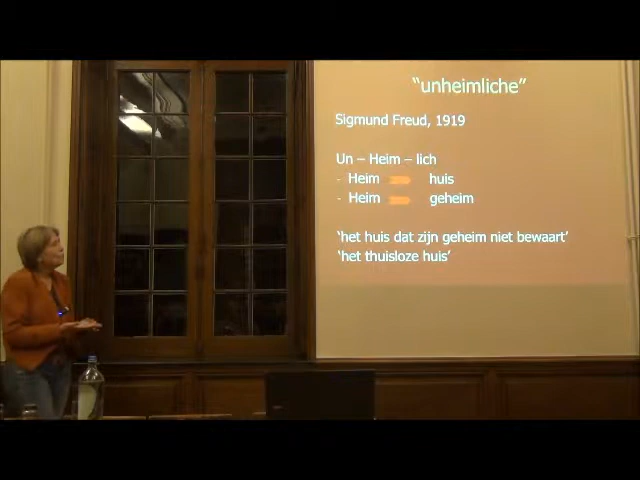 “unheimliche”
Sigmund Freud, 1919
Un – Heim – lich
- Heim huis
- Heim geheim
‘het huis dat zijn geheim niet bewaart’
‘het thuisloze huis’